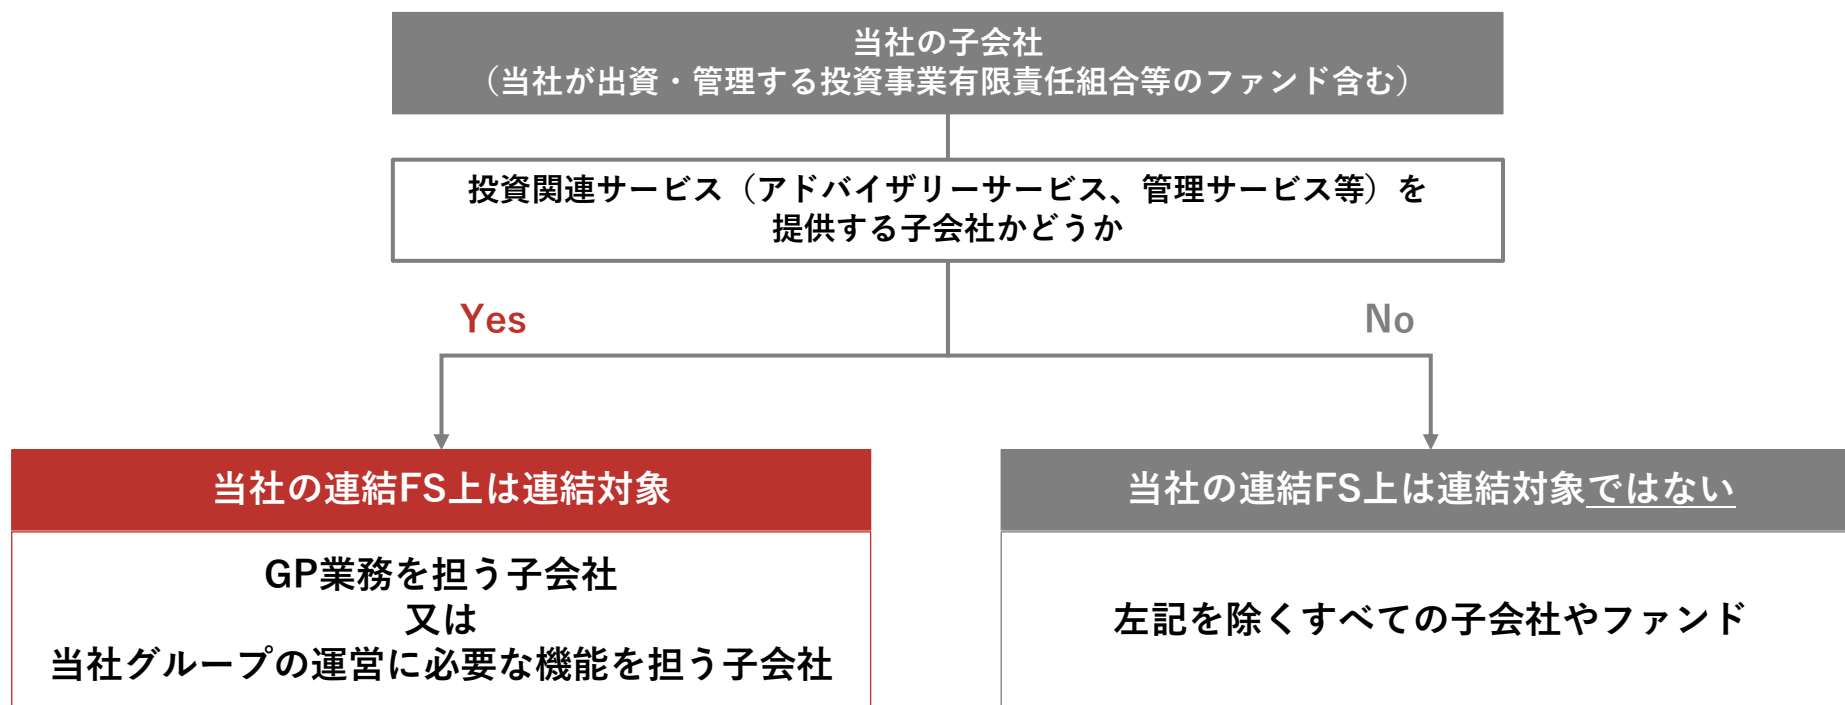 当社の子会社
（当社が出資・管理する投資事業有限責任組合等のファンド含む）
投資関連サービス（アドバイザリーサービス、管理サービス等）を
提供する子会社かどうか
Yes
No
当社の連結FS上は連結対象
当社の連結FS上は連結対象ではない
GP業務を担う子会社
又は
当社グループの運営に必要な機能を担う子会社
左記を除くすべての子会社やファンド